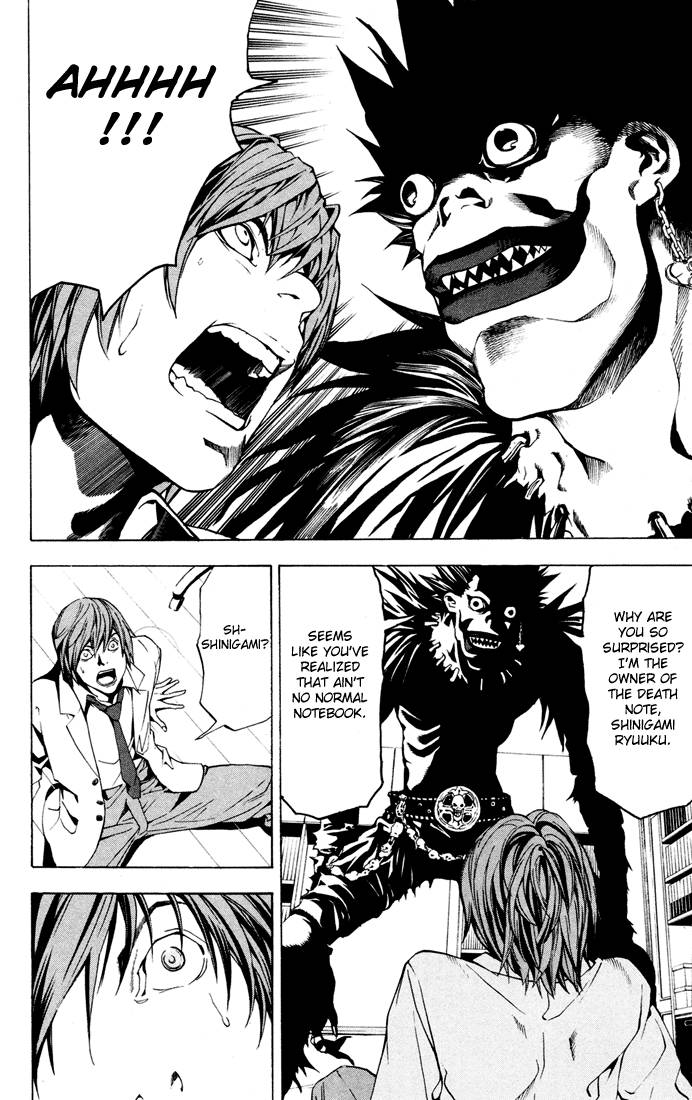 AHHHH
!!!
WHY ARE
YOU SO
SURPRISED?
I'M THE
OWNER OF
THE DEATH
NOTE,
SHINIGAMI
RYUUKU.
SEEMS
LIKE YOU'VE
REALIZED
THAT AIN'T
NO NORMAL
NOTEBOOK.
SH-
SHINIGAMI?